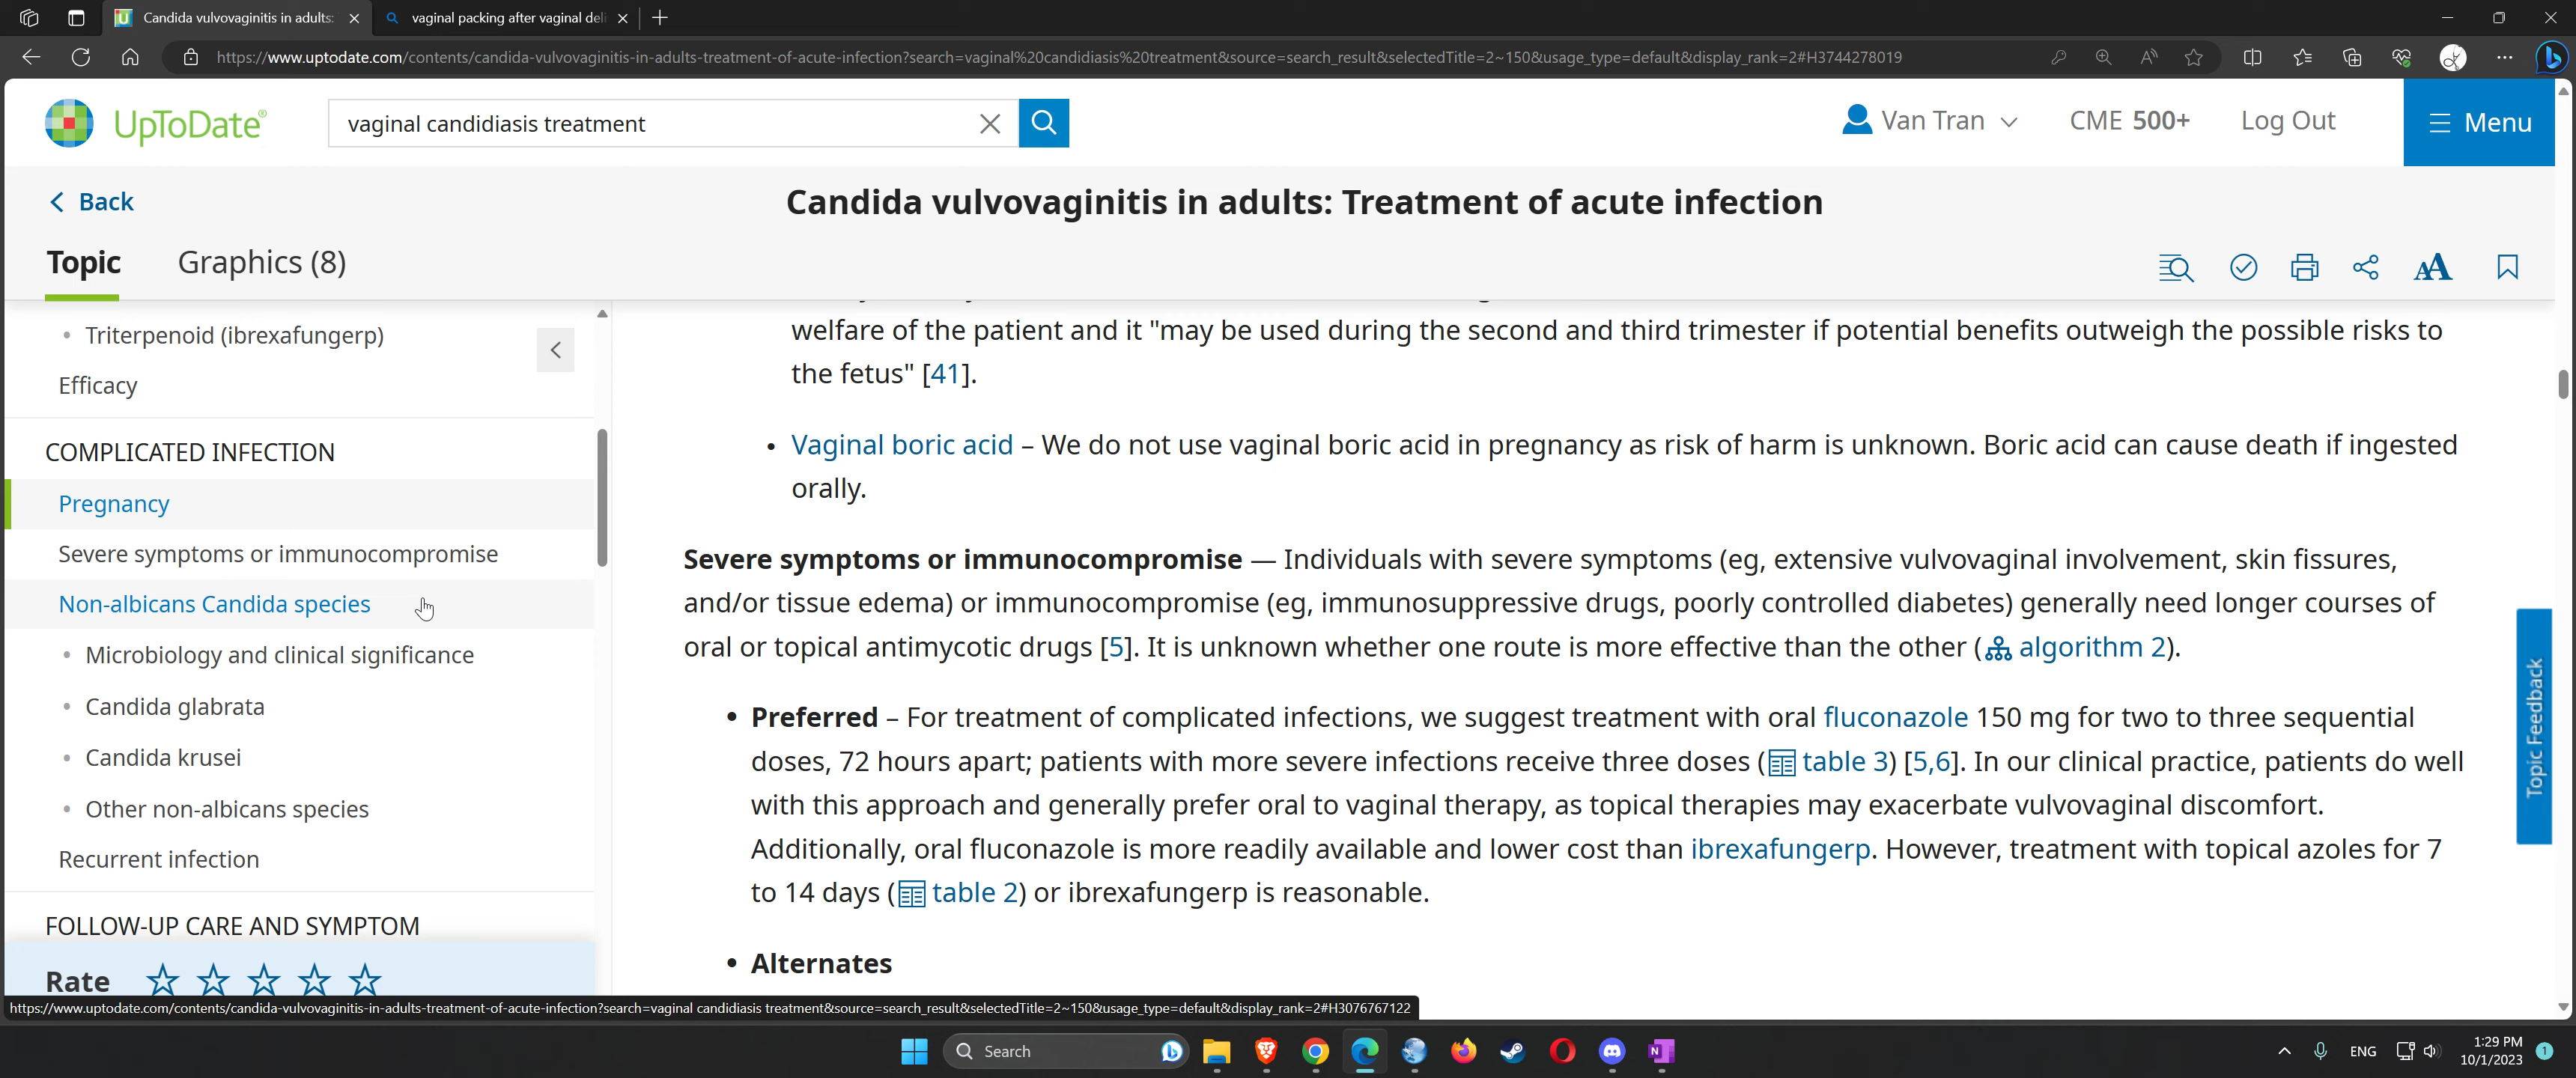 Candida vulvovaginitis in adults:
vaginal packing after vaginal deli
https://www.uptodate.com/contents/candida-vulvovaginitis-in-adults-treatment-of-acute-infection?search=vaginal%20candidiasis%20treatment&source=search_result&selectedTitle=2~150&usage_type=default&display_rank=2#H3744278019
UpToDate®
vaginal candidiasis treatment
Van Tran
CME 500+
Log Out
Menu
Back
Candida vulvovaginitis in adults: Treatment of acute infection
Topic
Graphics (8)
• Triterpenoid (ibrexafungerp)
Efficacy
COMPLICATED INFECTION
Pregnancy
Severe symptoms or immunocompromise
Non-albicans Candida species
• Microbiology and clinical significance
• Candida glabrata
• Candida krusei
• Other non-albicans species
Recurrent infection
FOLLOW-UP CARE AND SYMPTOM
Rate
welfare of the patient and it "may be used during the second and third trimester if potential benefits outweigh the possible risks to
the fetus" [41].
• Vaginal boric acid – We do not use vaginal boric acid in pregnancy as risk of harm is unknown. Boric acid can cause death if ingested
orally.
Severe symptoms or immunocompromise — Individuals with severe symptoms (eg, extensive vulvovaginal involvement, skin fissures,
and/or tissue edema) or immunocompromise (eg, immunosuppressive drugs, poorly controlled diabetes) generally need longer courses of
oral or topical antimycotic drugs [5]. It is unknown whether one route is more effective than the other (algorithm 2).
• Preferred – For treatment of complicated infections, we suggest treatment with oral fluconazole 150 mg for two to three sequential
doses, 72 hours apart; patients with more severe infections receive three doses (table 3) [5,6]. In our clinical practice, patients do well
with this approach and generally prefer oral to vaginal therapy, as topical therapies may exacerbate vulvovaginal discomfort.
Additionally, oral fluconazole is more readily available and lower cost than ibrexafungerp. However, treatment with topical azoles for 7
to 14 days (table 2) or ibrexafungerp is reasonable.
• Alternates
Topic Feedback
https://www.uptodate.com/contents/candida-vulvovaginitis-in-adults-treatment-of-acute-infection?search=vaginal candidiasis treatment&source=search_result&selectedTitle=2~150&usage_type=default&display_rank=2#H3076767122
Search
ENG
1:29 PM
10/1/2023
1